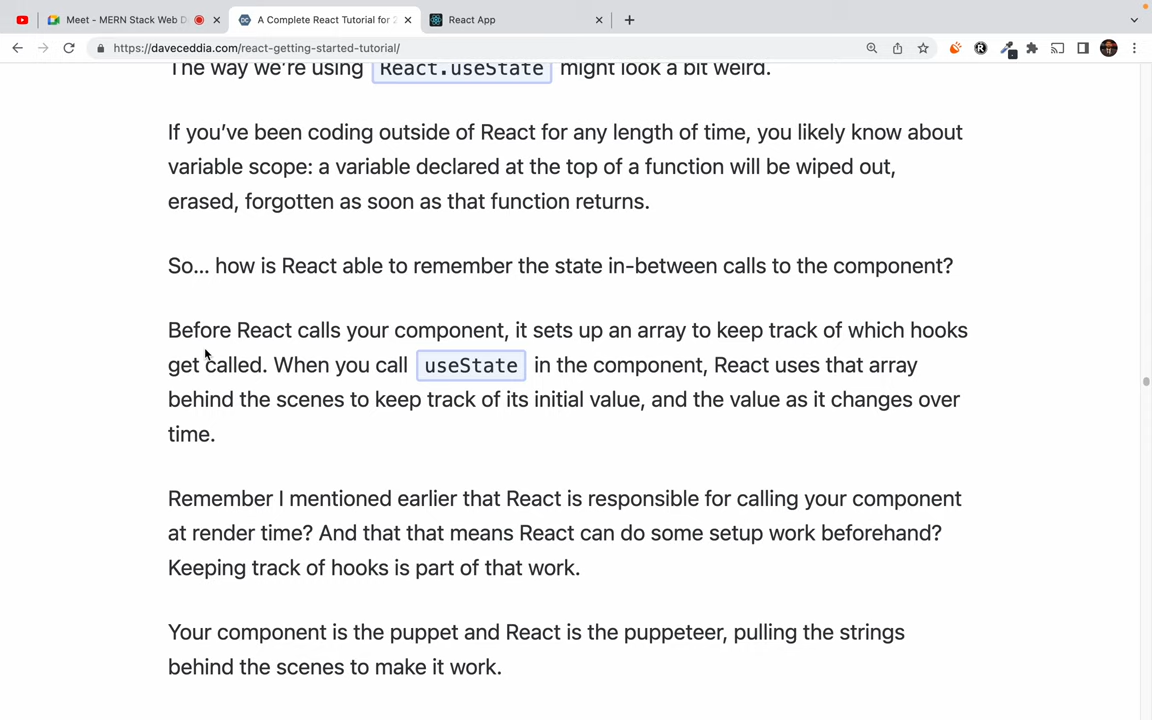 Meet - MERN Stack Web D
A Complete React Tutorial for 2
React App
https://daveceddia.com/react-getting-started-tutorial/
The way we're using React.useState might look a bit weird.
If you've been coding outside of React for any length of time, you likely know about
variable scope: a variable declared at the top of a function will be wiped out,
erased, forgotten as soon as that function returns.
So… how is React able to remember the state in-between calls to the component?
Before React calls your component, it sets up an array to keep track of which hooks
get called. When you call useState in the component, React uses that array
behind the scenes to keep track of its initial value, and the value as it changes over
time.
Remember I mentioned earlier that React is responsible for calling your component
at render time? And that that means React can do some setup work beforehand?
Keeping track of hooks is part of that work.
Your component is the puppet and React is the puppeteer, pulling the strings
behind the scenes to make it work.